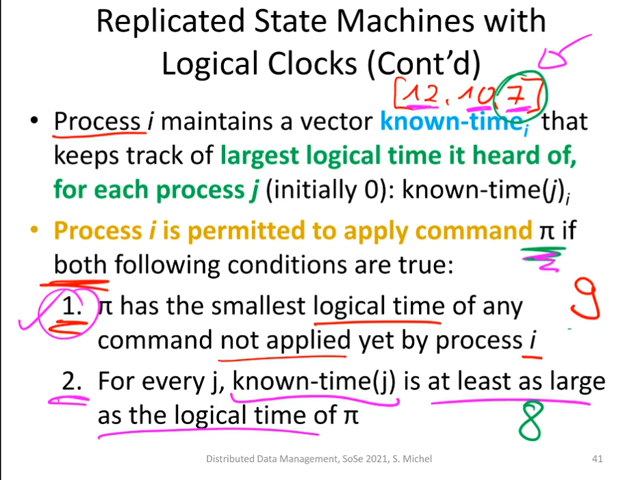 Replicated State Machines with
Logical Clocks (Cont’d)
[12, 10, 7]
• Process i maintains a vector known-timeᵢ that
keeps track of largest logical time it heard of,
for each process j (initially 0): known-time(j)ᵢ
• Process i is permitted to apply command π if
both following conditions are true:
1. π has the smallest logical time of any
9
command not applied yet by process i
2. For every j, known-time(j) is at least as large
as the logical time of π
8
Distributed Data Management, SoSe 2021, S. Michel
41